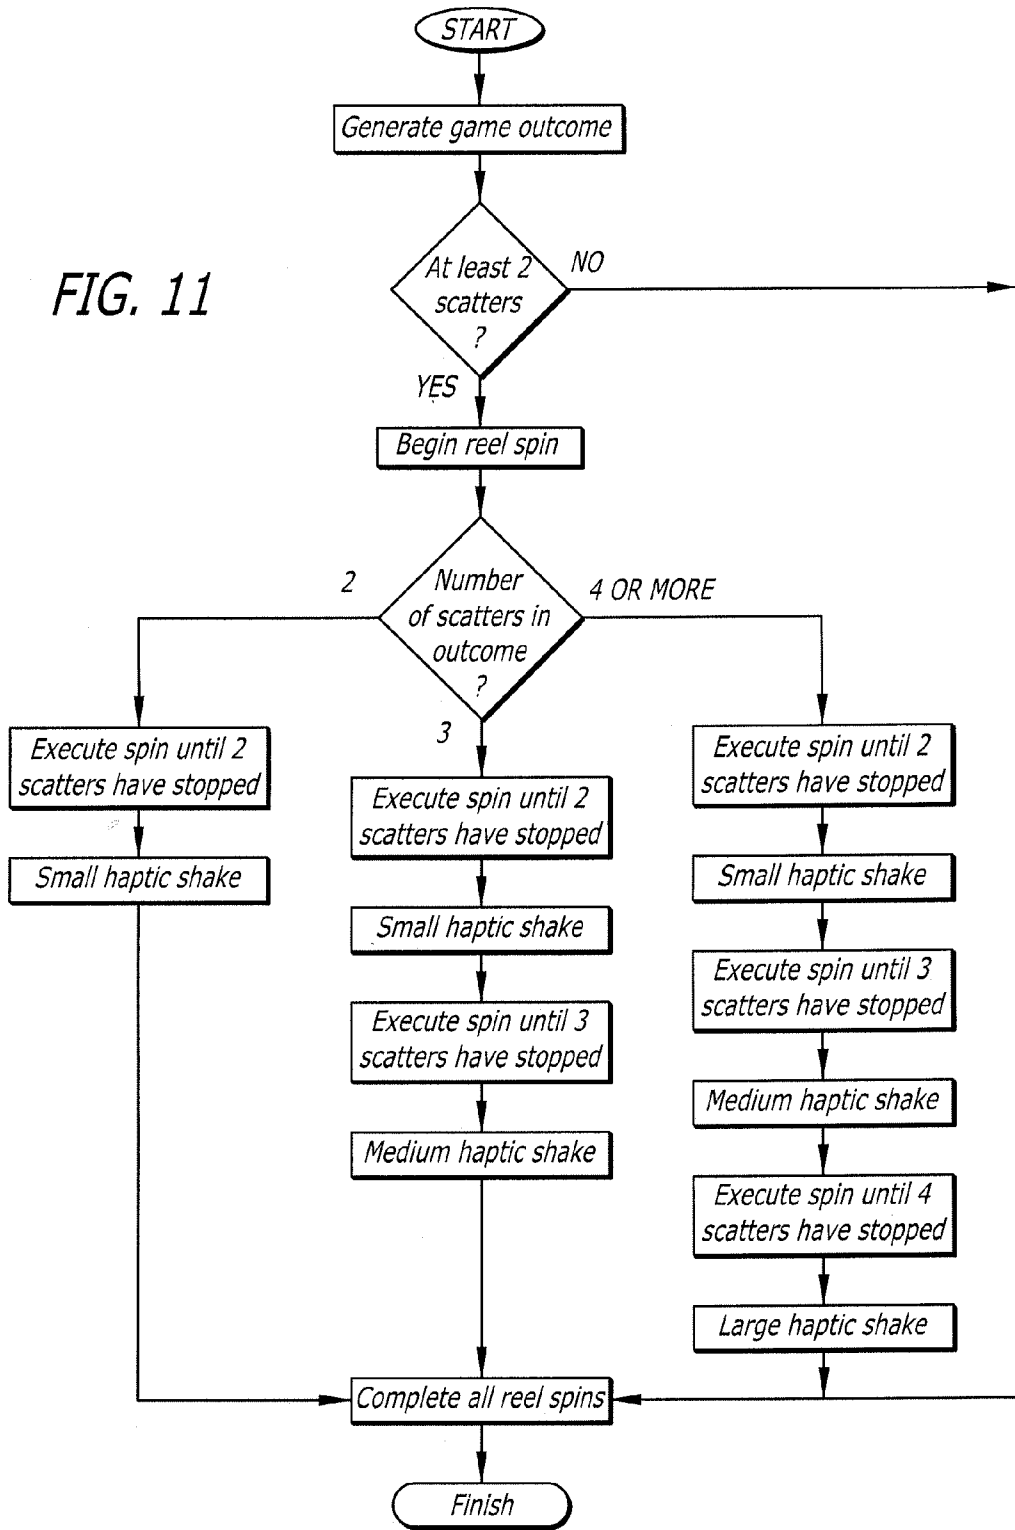 START
Generate game outcome
FIG. 11
At least 2
scatters
?
NO
YES
Begin reel spin
2
Number
of scatters in
outcome
?
4 OR MORE
3
Execute spin until 2
scatters have stopped
Small haptic shake
Execute spin until 2
scatters have stopped
Small haptic shake
Execute spin until 3
scatters have stopped
Medium haptic shake
Execute spin until 2
scatters have stopped
Small haptic shake
Execute spin until 3
scatters have stopped
Medium haptic shake
Execute spin until 4
scatters have stopped
Large haptic shake
Complete all reel spins
Finish